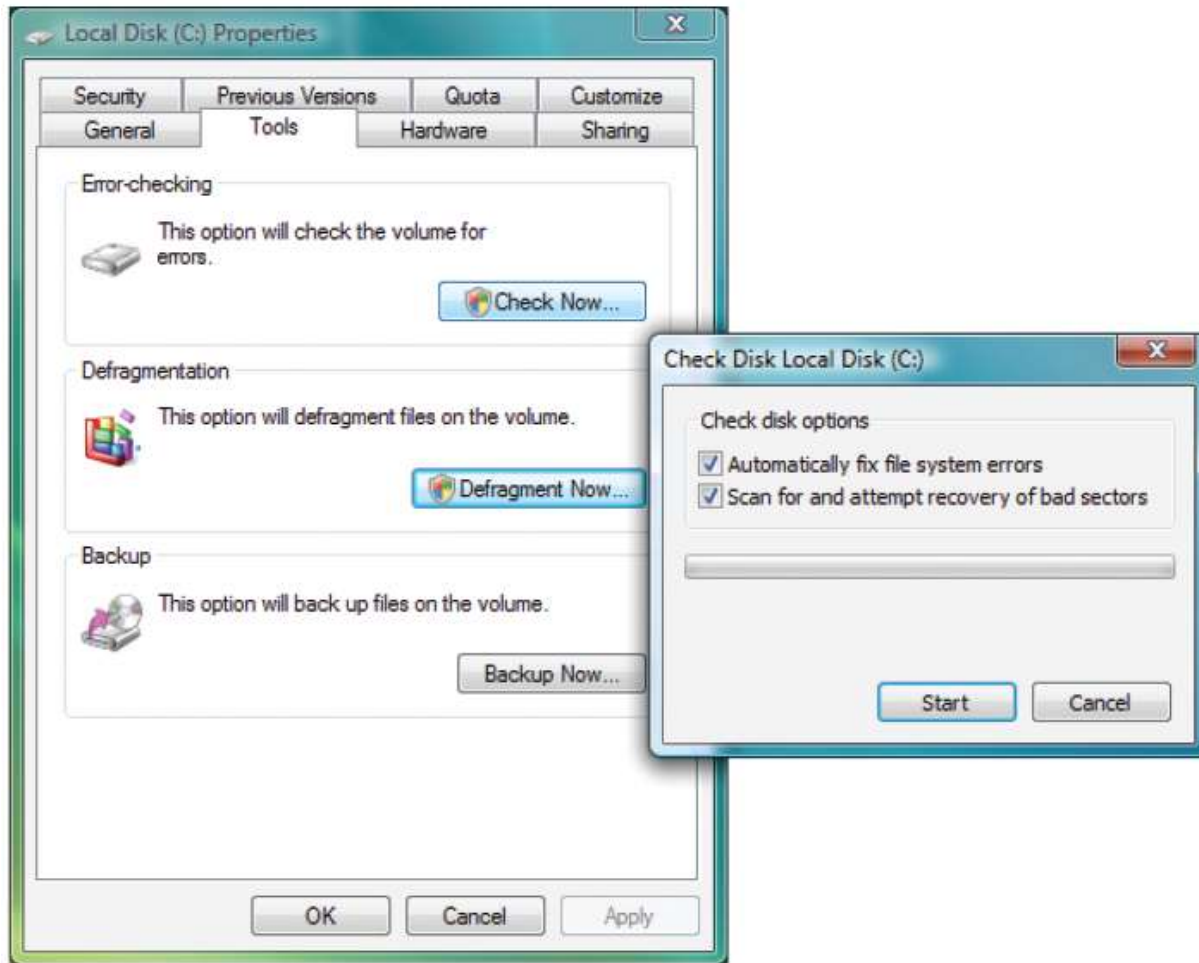 Local Disk (C:) Properties
Security
Previous Versions
Quota
Customize
General
Tools
Hardware
Sharing
Error-checking
This option will check the volume for
errors.
Check Now...
Defragmentation
This option will defragment files on the volume.
Defragment Now...
Backup
This option will back up files on the volume.
Backup Now...
OK
Cancel
Apply
Check Disk Local Disk (C:)
Check disk options
Automatically fix file system errors
Scan for and attempt recovery of bad sectors
Start
Cancel